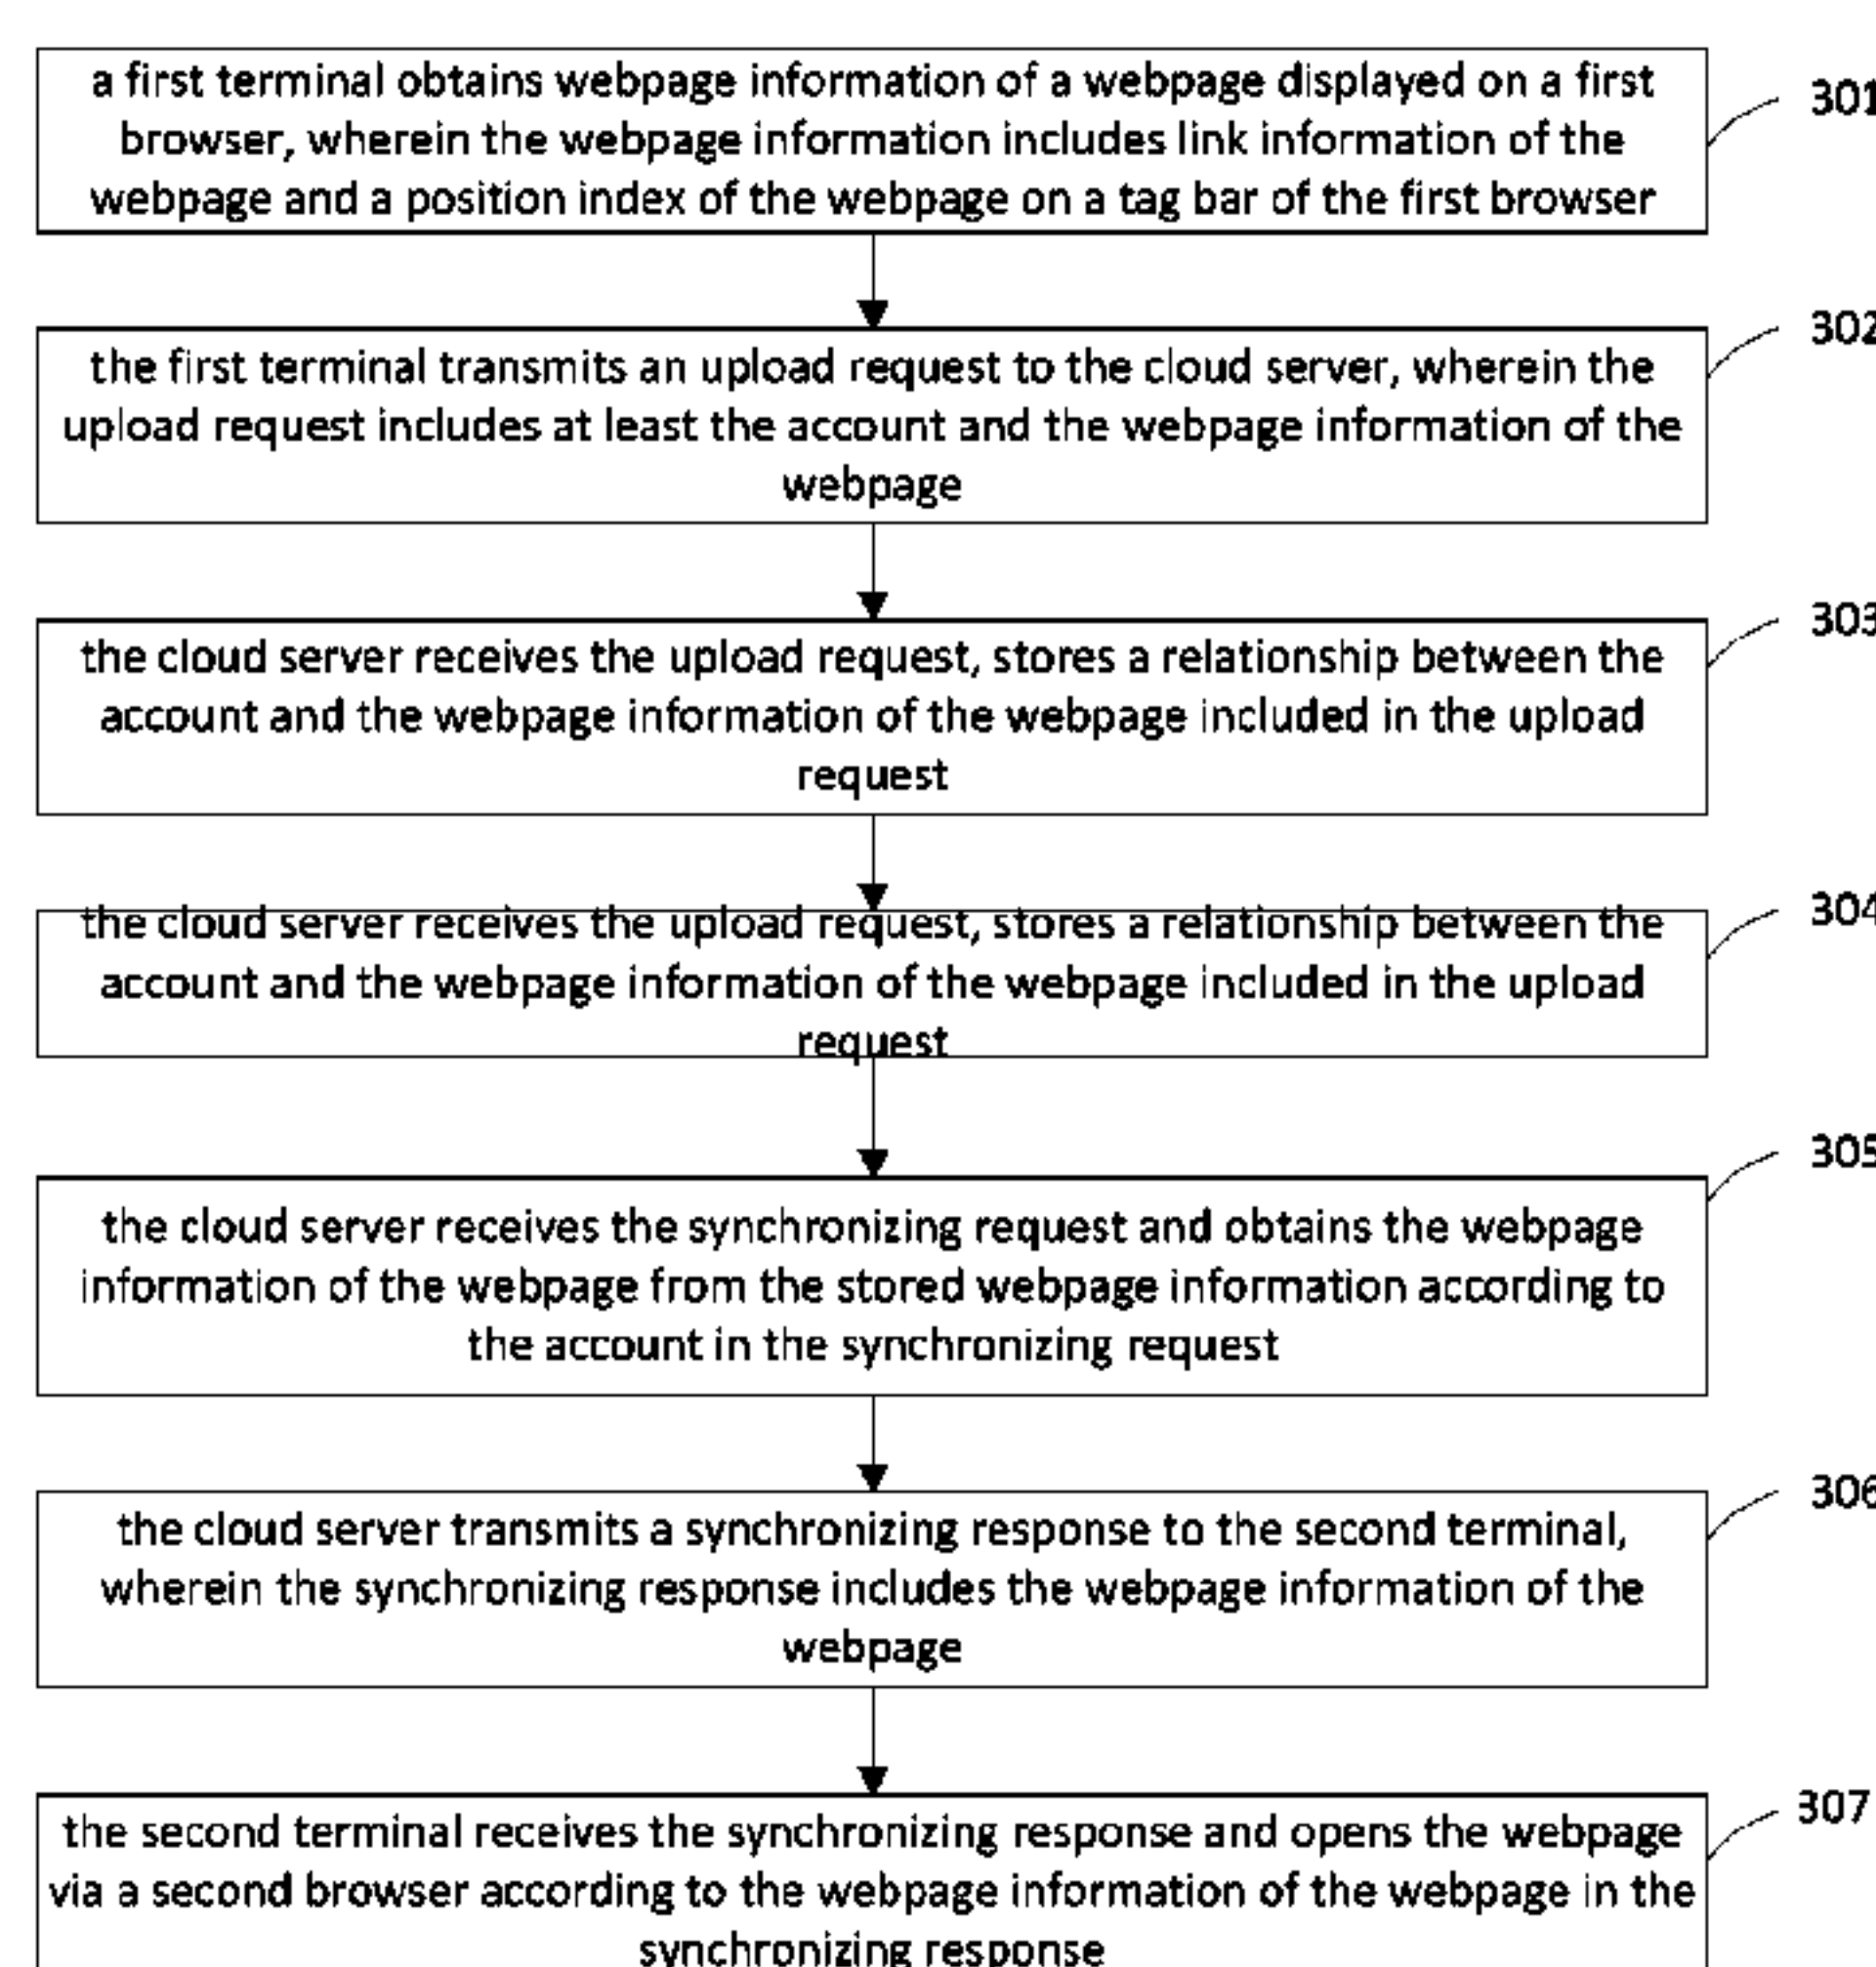 a first terminal obtains webpage information of a webpage displayed on a first
browser, wherein the webpage information includes link information of the
webpage and a position index of the webpage on a tag bar of the first browser
301
the first terminal transmits an upload request to the cloud server, wherein the
upload request includes at least the account and the webpage information of the
webpage
302
the cloud server receives the upload request, stores a relationship between the
account and the webpage information of the webpage included in the upload
request
303
the cloud server receives the upload request, stores a relationship between the
account and the webpage information of the webpage included in the upload
request
304
the cloud server receives the synchronizing request and obtains the webpage
information of the webpage from the stored webpage information according to
the account in the synchronizing request
305
the cloud server transmits a synchronizing response to the second terminal,
wherein the synchronizing response includes the webpage information of the
webpage
306
the second terminal receives the synchronizing response and opens the webpage
via a second browser according to the webpage information of the webpage in the
synchronizing response
307